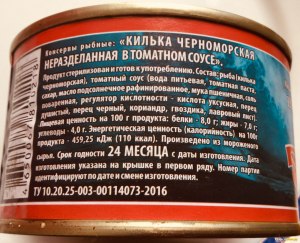 Консервы рыбные: «КИЛЬКА ЧЕРНОМОРСКАЯ
НЕРАЗДЕЛАННАЯ В ТОМАТНОМ СОУСЕ».
Продукт стерилизован и готов к употреблению. Состав: рыба (килька
черноморская), томатный соус (вода питьевая, томатная паста,
сахар, масло подсолнечное рафинированное, мука пшеничная, соль
поваренная, регулятор кислотности - кислота уксусная, перец
душистый, перец черный, кориандр, гвоздика, лавровый лист).
на 100 г продукта: белки - 8,0 г; жиры - 7,0 г;
углеводы - 4,0 г. Энергетическая ценность (калорийность) на 100 г
продукта - 459,25 кДж (110 ккал). Произведено из мороженого
сырья. Срок годности 24 МЕСЯЦА с даты изготовления. Дата
изготовления указана на крышке в первом ряду. Номер партии
идентифицируют по дате и смене изготовления.
ТУ 10.20.25-003-00114073-2016